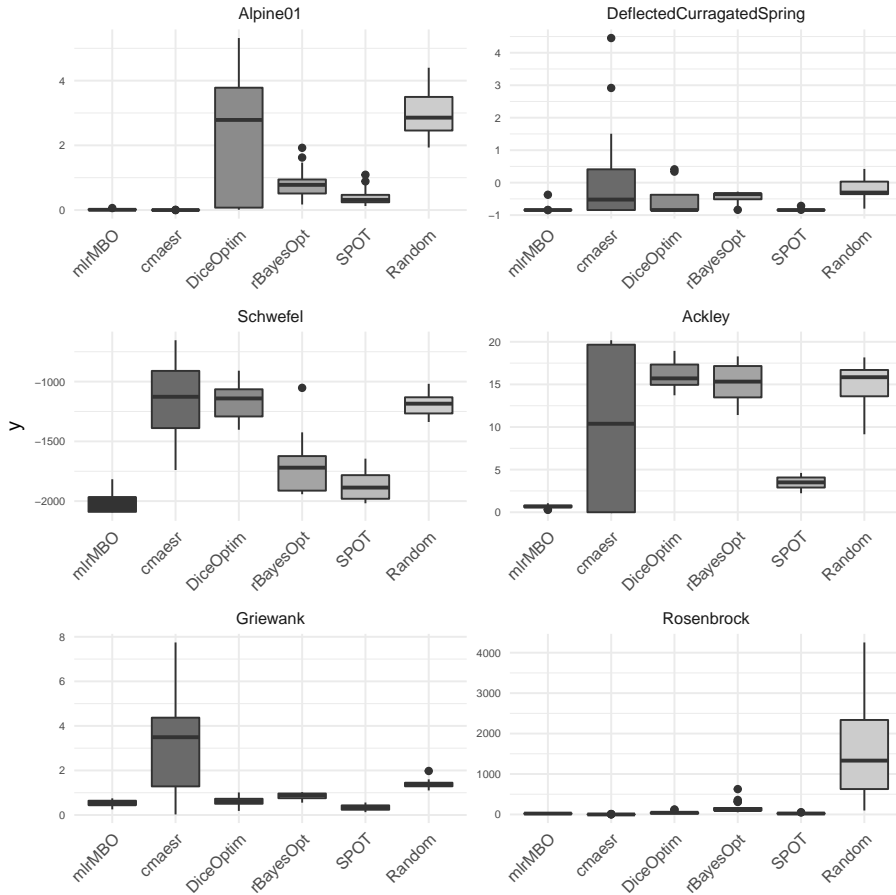 Alpine01
4
2
0
mlrMBO
cmaesr
DiceOptim
rBayesOpt
SPOT
Random
DeflectedCurragatedSpring
4
3
2
1
0
−1
mlrMBO
cmaesr
DiceOptim
rBayesOpt
SPOT
Random
y
Schwefel
−1000
−1500
−2000
mlrMBO
cmaesr
DiceOptim
rBayesOpt
SPOT
Random
Ackley
20
15
10
5
0
mlrMBO
cmaesr
DiceOptim
rBayesOpt
SPOT
Random
Griewank
8
6
4
2
0
mlrMBO
cmaesr
DiceOptim
rBayesOpt
SPOT
Random
Rosenbrock
4000
3000
2000
1000
0
mlrMBO
cmaesr
DiceOptim
rBayesOpt
SPOT
Random